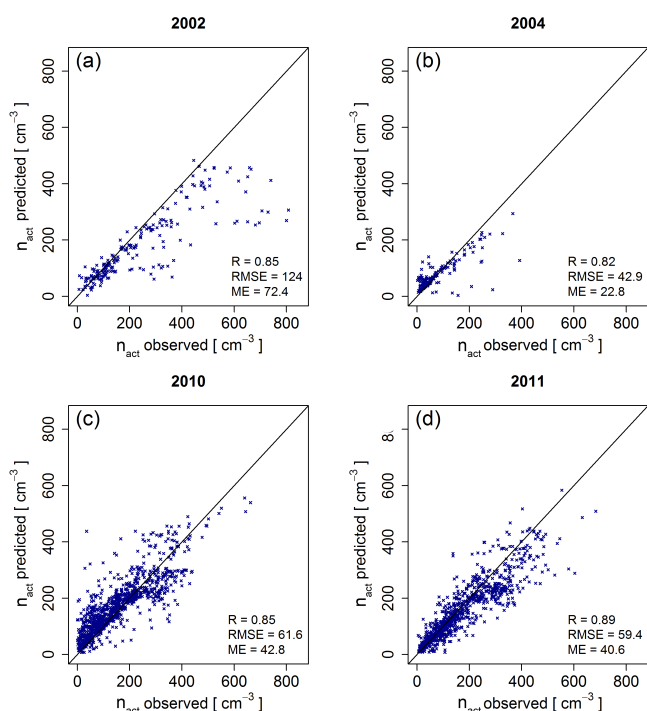 2002
(a)
800
600
400
200
0
n_act predicted [ cm⁻³ ]
R = 0.85
RMSE = 124
ME = 72.4
0 200 400 600 800
n_act observed [ cm⁻³ ]
2004
(b)
800
600
400
200
0
n_act predicted [ cm⁻³ ]
R = 0.82
RMSE = 42.9
ME = 22.8
0 200 400 600 800
n_act observed [ cm⁻³ ]
2010
(c)
800
600
400
200
0
n_act predicted [ cm⁻³ ]
R = 0.85
RMSE = 61.6
ME = 42.8
0 200 400 600 800
n_act observed [ cm⁻³ ]
2011
(d)
600
400
200
0
n_act predicted [ cm⁻³ ]
R = 0.89
RMSE = 59.4
ME = 40.6
0 200 400 600 800
n_act observed [ cm⁻³ ]